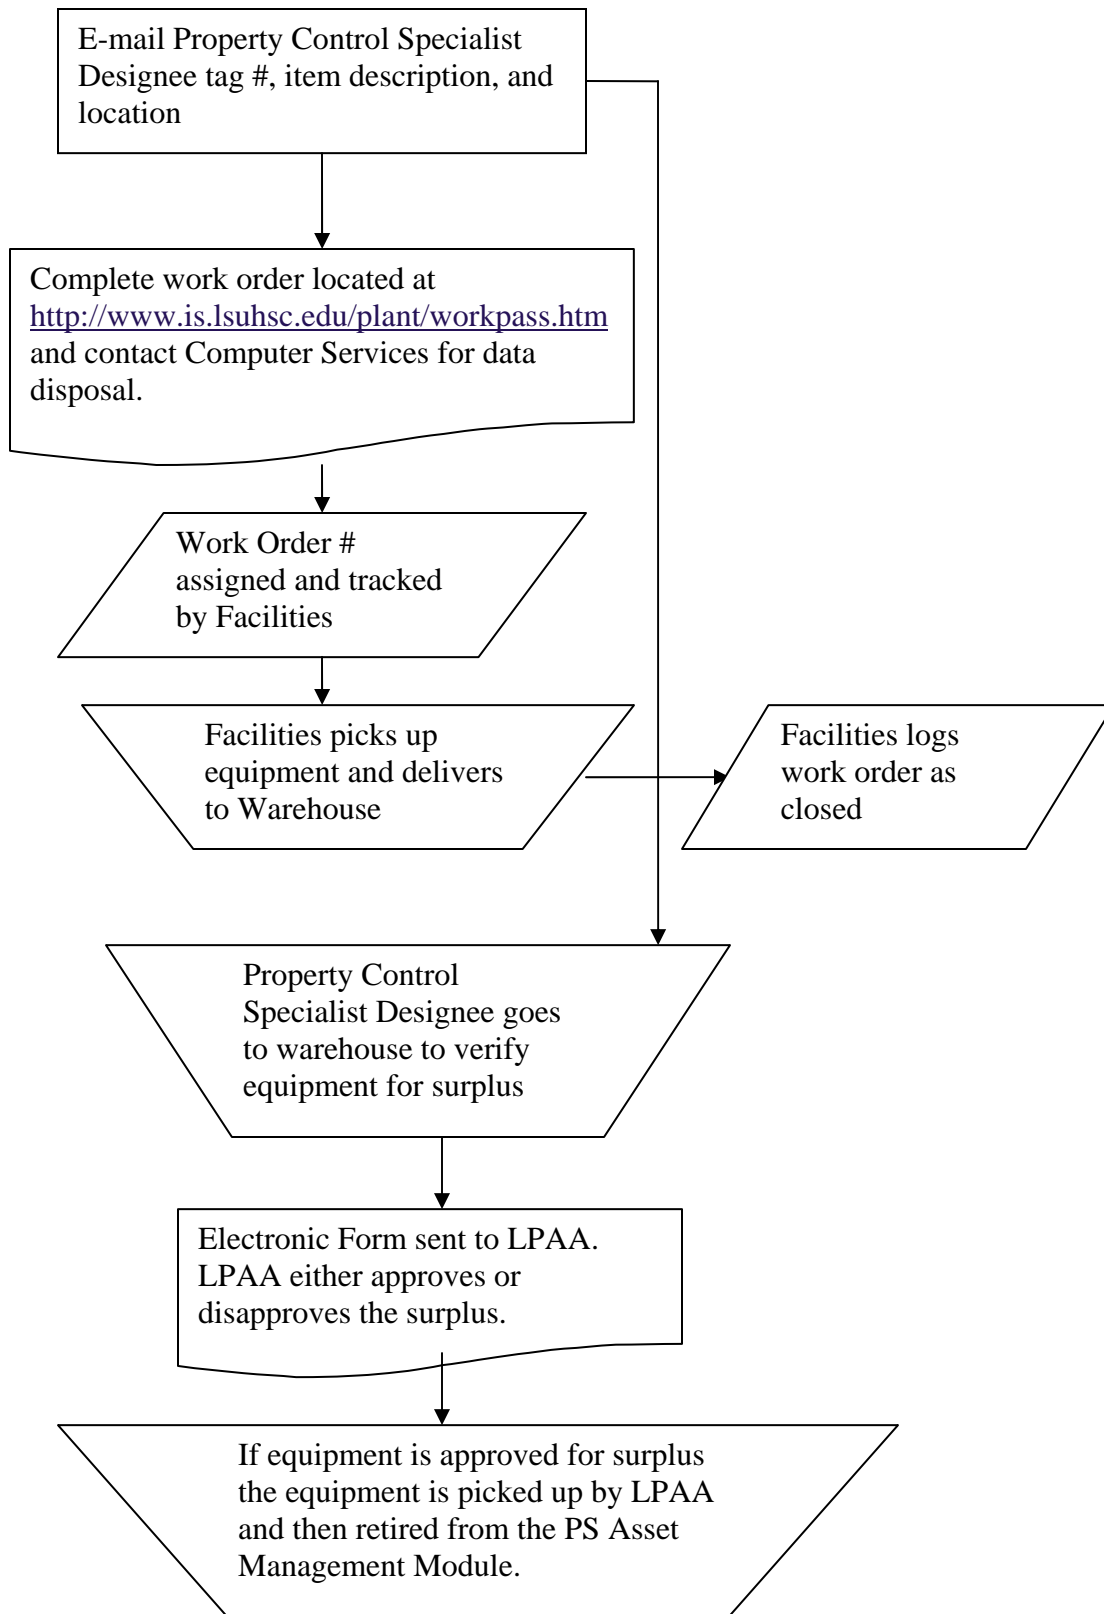 E-mail Property Control Specialist
Designee tag #, item description, and
location
Complete work order located at
http://www.is.lsuhsc.edu/plant/workpass.htm
and contact Computer Services for data
disposal.
Work Order #
assigned and tracked
by Facilities
Facilities picks up
equipment and delivers
to Warehouse
Facilities logs
work order as
closed
Property Control
Specialist Designee goes
to warehouse to verify
equipment for surplus
Electronic Form sent to LPAA.
LPAA either approves or
disapproves the surplus.
If equipment is approved for surplus
the equipment is picked up by LPAA
and then retired from the PS Asset
Management Module.